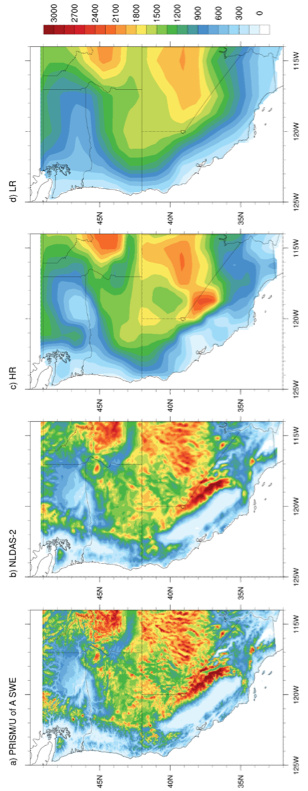 a) PRISM/U of A SWE
45N
40N
35N
125W 120W 115W
b) NLDAS-2
45N
40N
35N
125W 120W 115W
c) HR
45N
40N
35N
125W 120W 115W
d) LR
45N
40N
35N
125W 120W 115W
3000
2700
2400
2100
1800
1500
1200
900
600
300
0